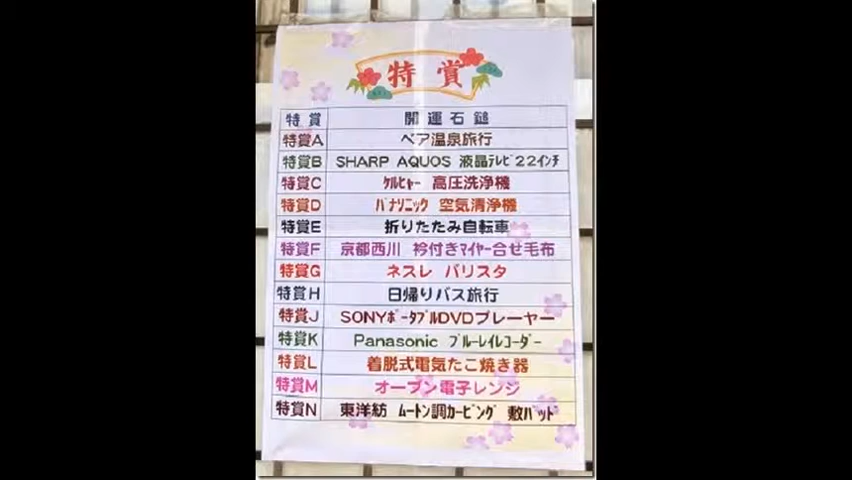 特賞
特賞 開運石鎚
特賞A ペア温泉旅行
特賞B SHARP AQUOS 液晶ﾃﾚﾋﾞ22ｲﾝﾁ
特賞C ｹﾙﾋｬｰ 高圧洗浄機
特賞D ﾊﾟﾅｿﾆｯｸ 空気清浄機
特賞E 折りたたみ自転車
特賞F 京都西川 衿付きﾏｲﾔｰ合せ毛布
特賞G ネスレ バリスタ
特賞H 日帰りバス旅行
特賞J SONYﾎﾟｰﾀﾌﾞﾙDVDプレーヤー
特賞K Panasonic ﾌﾞﾙｰﾚｲﾚｺｰﾀﾞｰ
特賞L 着脱式電気たこ焼き器
特賞M オーブン電子レンジ
特賞N 東洋紡 ムートン調ｶｰﾋﾞﾝｸﾞ 敷ﾊﾟｯﾄﾞ